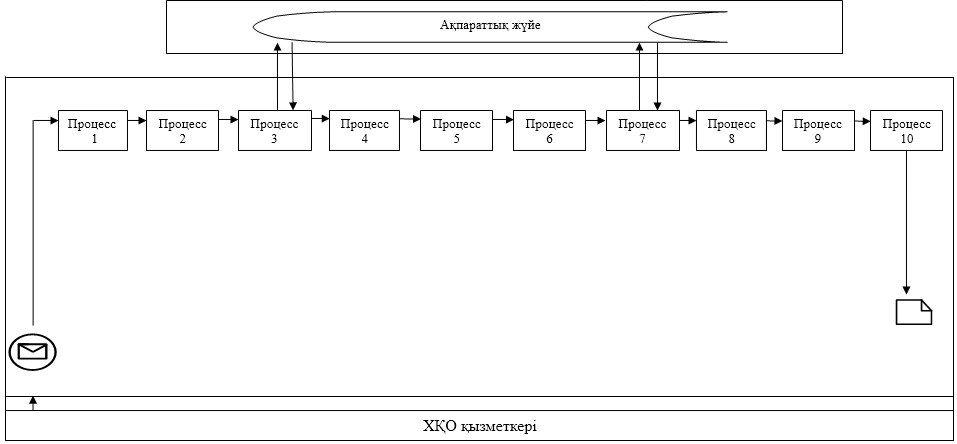 Ақпараттық жүйе
Процесс
1
Процесс
2
Процесс
3
Процесс
4
Процесс
5
Процесс
6
Процесс
7
Процесс
8
Процесс
9
Процесс
10
ХҚО қызметкері